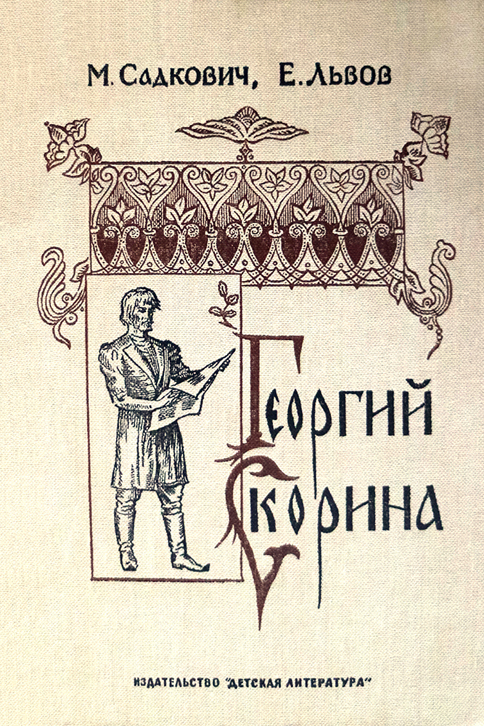 М. Садкович, Е. Львов
Георгий
Скорина
ИЗДАТЕЛЬСТВО "ДЕТСКАЯ ЛИТЕРАТУРА"